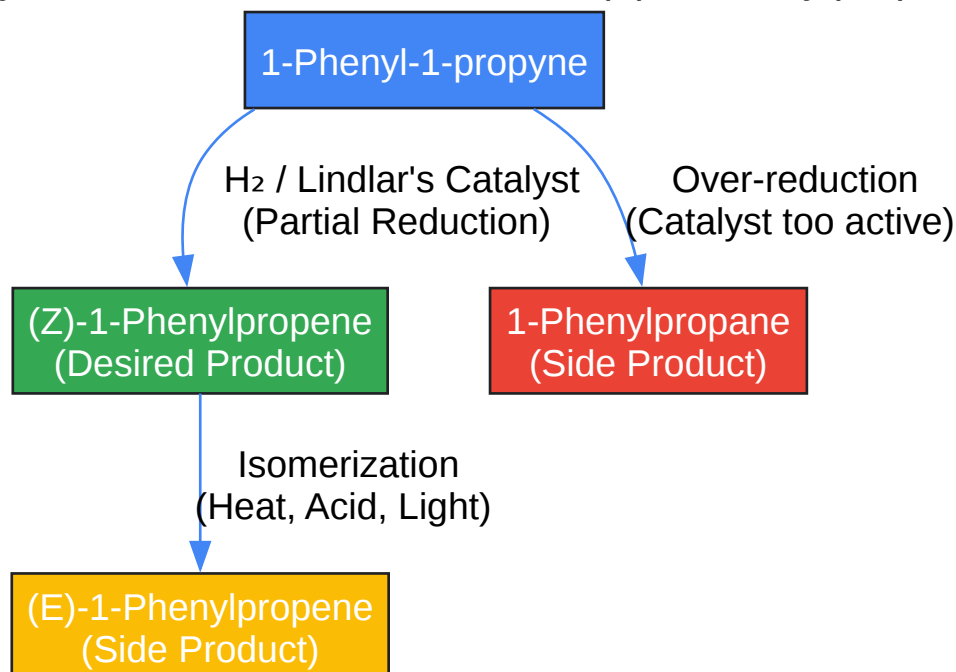 1-Phenyl-1-propyne
H₂ / Lindlar's Catalyst
(Partial Reduction)
Over-reduction
(Catalyst too active)
(Z)-1-Phenylpropene
(Desired Product)
1-Phenylpropane
(Side Product)
Isomerization
(Heat, Acid, Light)
(E)-1-Phenylpropene
(Side Product)